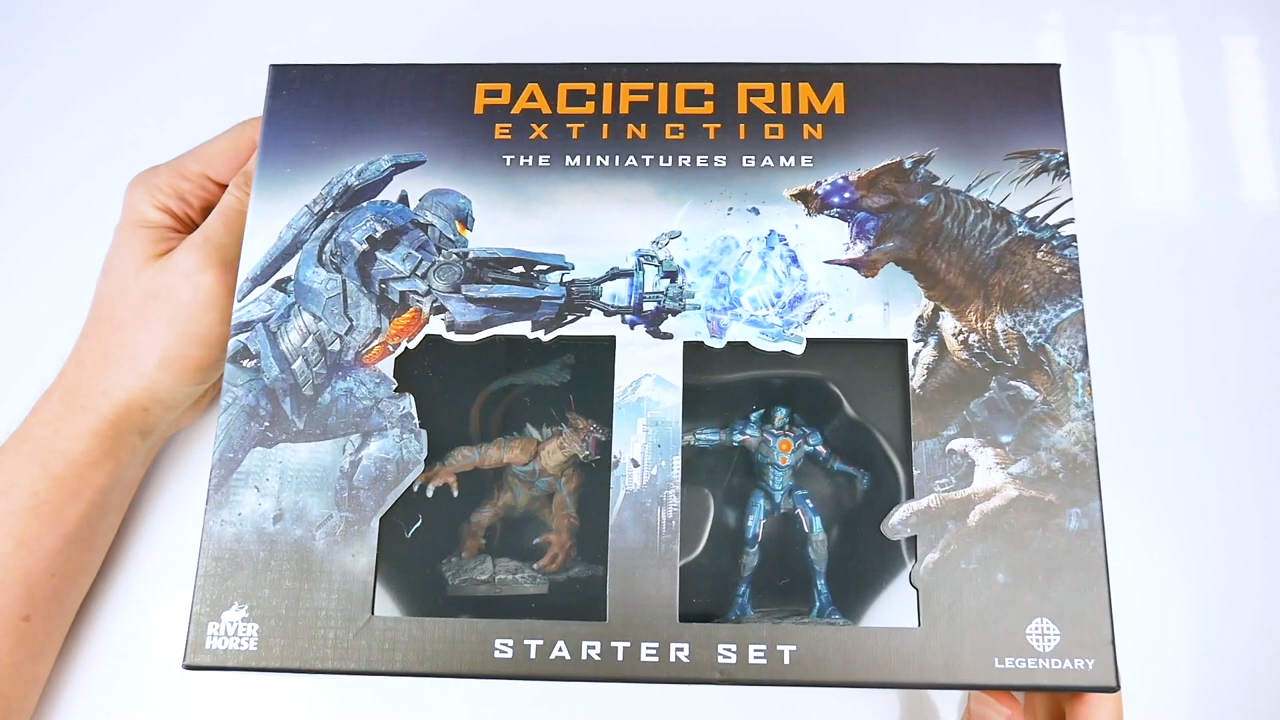 PACIFIC RIM
EXTINCTION
THE MINIATURES GAME
RIVER
HORSE
STARTER SET
LEGENDARY